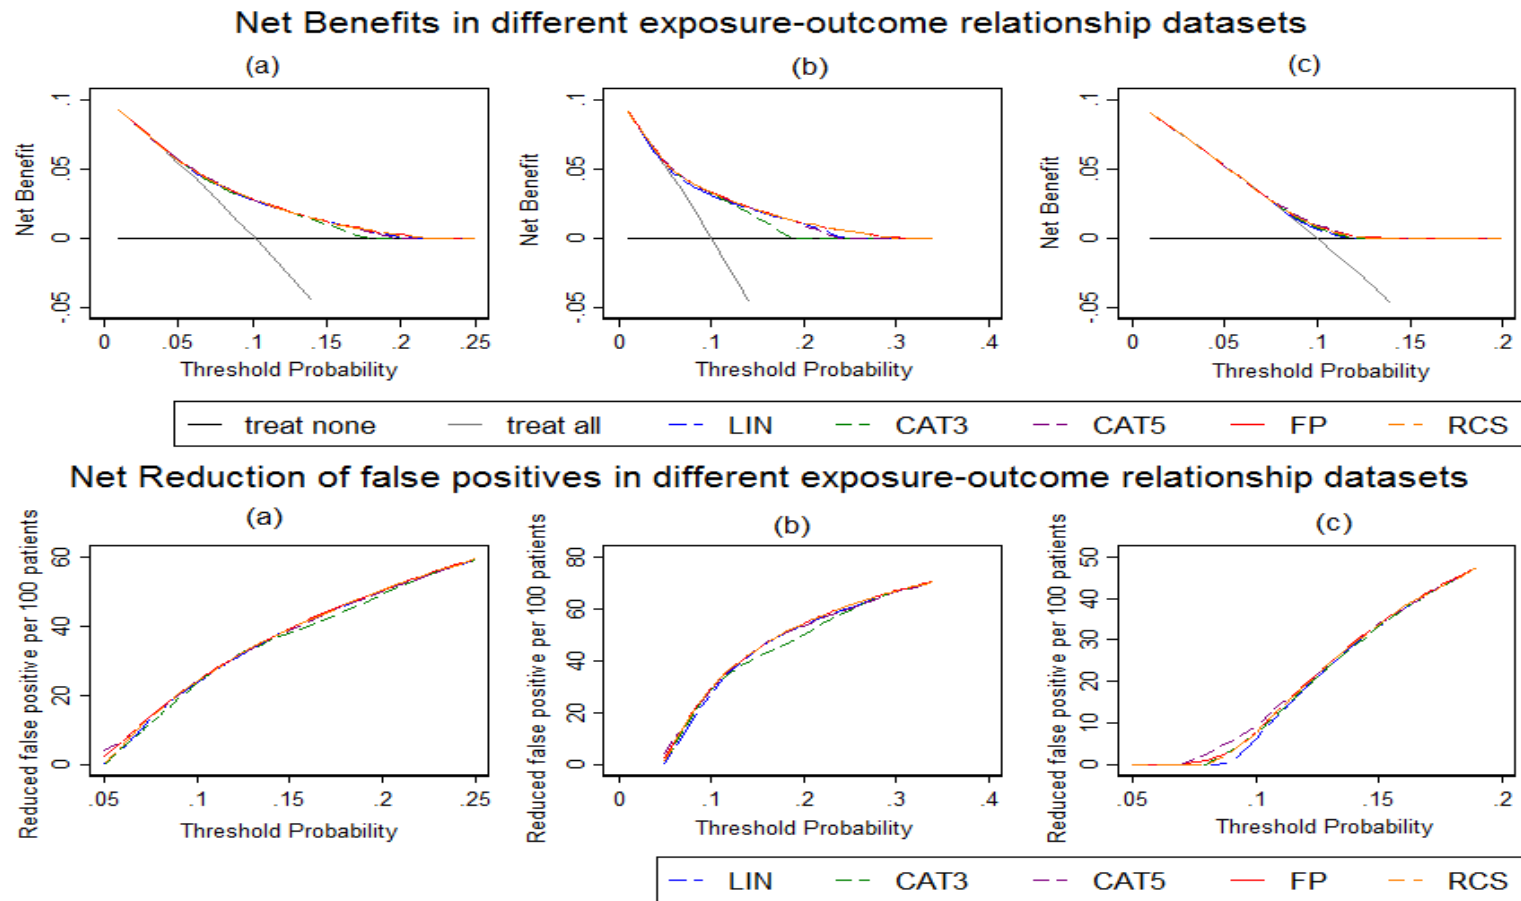 Net Benefits in different exposure-outcome relationship datasets
(a)
(b)
(c)
Net Benefit
.1
.05
0
-.05
0 .05 .1 .15 .2 .25
Threshold Probability
Net Benefit
.1
.05
0
-.05
0 .1 .2 .3 .4
Threshold Probability
Net Benefit
.1
.05
0
-.05
0 .05 .1 .15 .2
Threshold Probability
treat none treat all LIN CAT3 CAT5 FP RCS
Net Reduction of false positives in different exposure-outcome relationship datasets
(a)
(b)
(c)
Reduced false positive per 100 patients
60
40
20
0
.05 .1 .15 .2 .25
Threshold Probability
Reduced false positive per 100 patients
80
60
40
20
0
0 .1 .2 .3 .4
Threshold Probability
Reduced false positive per 100 patients
50
40
30
20
10
0
.05 .1 .15 .2
Threshold Probability
LIN CAT3 CAT5 FP RCS